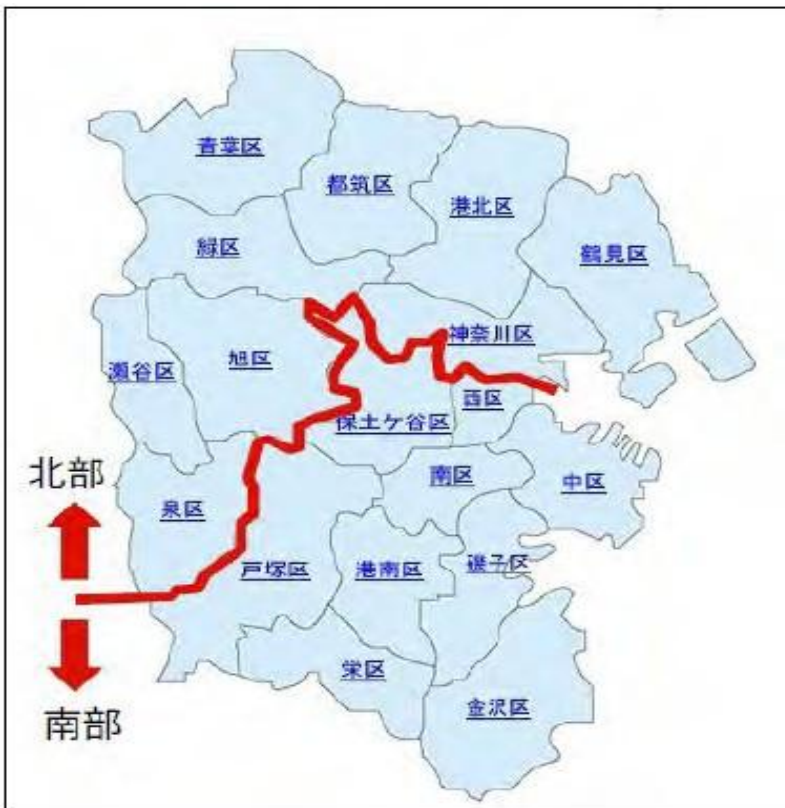 青葉区
都筑区
港北区
緑区
鶴見区
神奈川区
瀬谷区
旭区
西区
保土ケ谷区
北部
泉区
南区
中区
戸塚区
港南区
磯子区
南部
栄区
金沢区